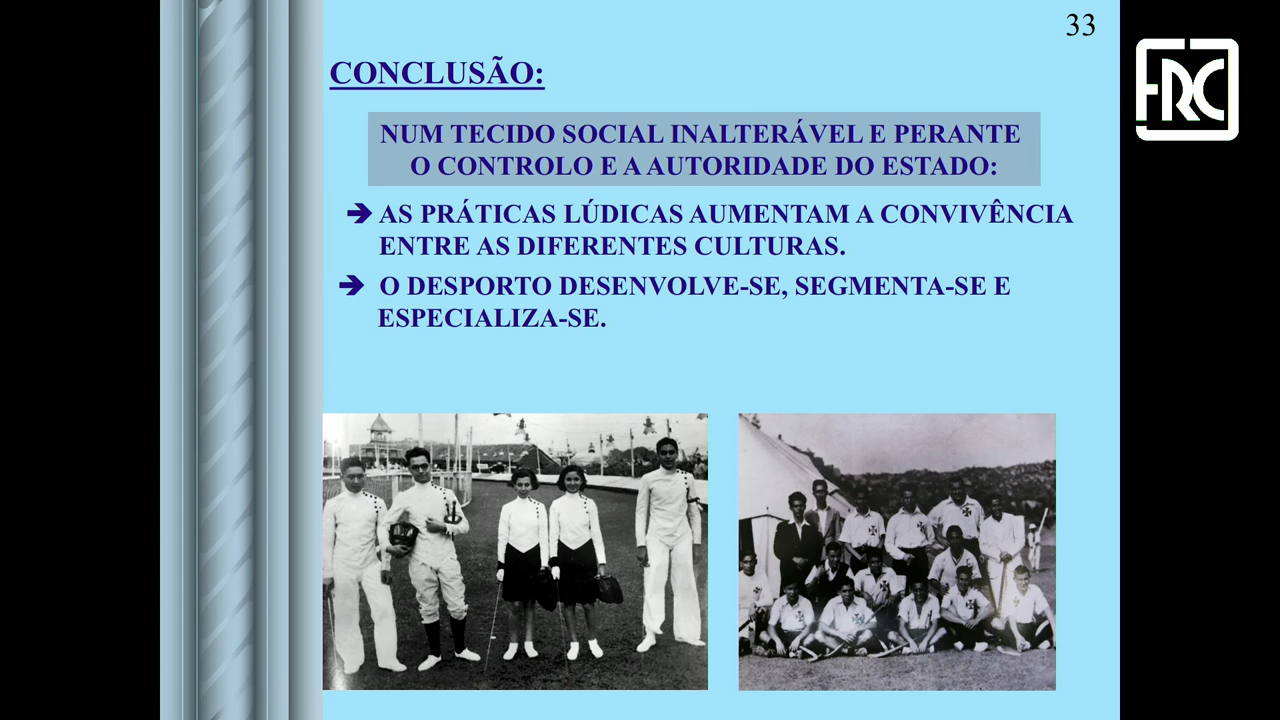 33
FRC
CONCLUSÃO:
NUM TECIDO SOCIAL INALTERÁVEL E PERANTE
O CONTROLO E A AUTORIDADE DO ESTADO:
➔ AS PRÁTICAS LÚDICAS AUMENTAM A CONVIVÊNCIA
ENTRE AS DIFERENTES CULTURAS.
➔ O DESPORTO DESENVOLVE-SE, SEGMENTA-SE E
ESPECIALIZA-SE.